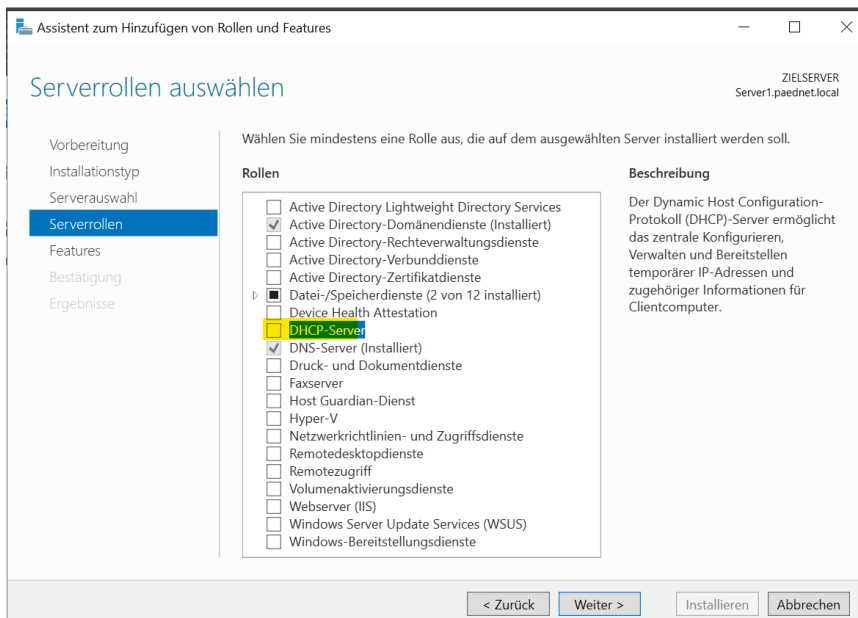 Assistent zum Hinzufügen von Rollen und Features
Serverrollen auswählen
ZIELSERVER
Server1.paednet.local
Vorbereitung
Installationstyp
Serverauswahl
Serverrollen
Features
Bestätigung
Ergebnisse
Wählen Sie mindestens eine Rolle aus, die auf dem ausgewählten Server installiert werden soll.
Rollen
Active Directory Lightweight Directory Services
Active Directory-Domänendienste (Installiert)
Active Directory-Rechteverwaltungsdienste
Active Directory-Verbunddienste
Active Directory-Zertifikatdienste
Datei-/Speicherdienste (2 von 12 installiert)
Device Health Attestation
DHCP-Server
DNS-Server (Installiert)
Druck- und Dokumentdienste
Faxserver
Host Guardian-Dienst
Hyper-V
Netzwerkrichtlinien- und Zugriffsdienste
Remotedesktopdienste
Remotezugriff
Volumenaktivierungsdienste
Webserver (IIS)
Windows Server Update Services (WSUS)
Windows-Bereitstellungsdienste
Beschreibung
Der Dynamic Host Configuration-
Protokoll (DHCP)-Server ermöglicht
das zentrale Konfigurieren,
Verwalten und Bereitstellen
temporärer IP-Adressen und
zugehöriger Informationen für
Clientcomputer.
< Zurück
Weiter >
Installieren
Abbrechen